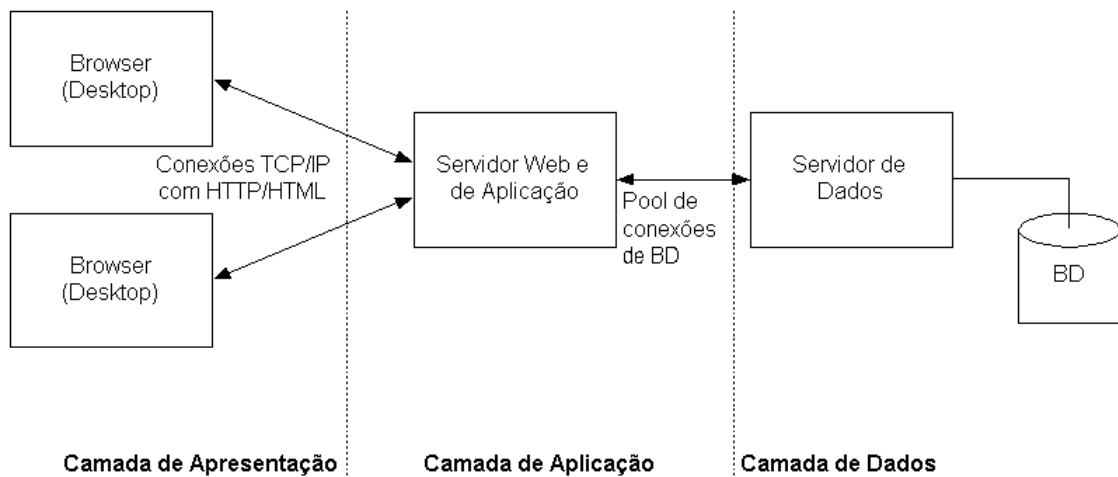 Browser
(Desktop)
Conexões TCP/IP
com HTTP/HTML
Browser
(Desktop)
Servidor Web e
de Aplicação
Pool de
conexões
de BD
Servidor de
Dados
BD
Camada de Apresentação
Camada de Aplicação
Camada de Dados